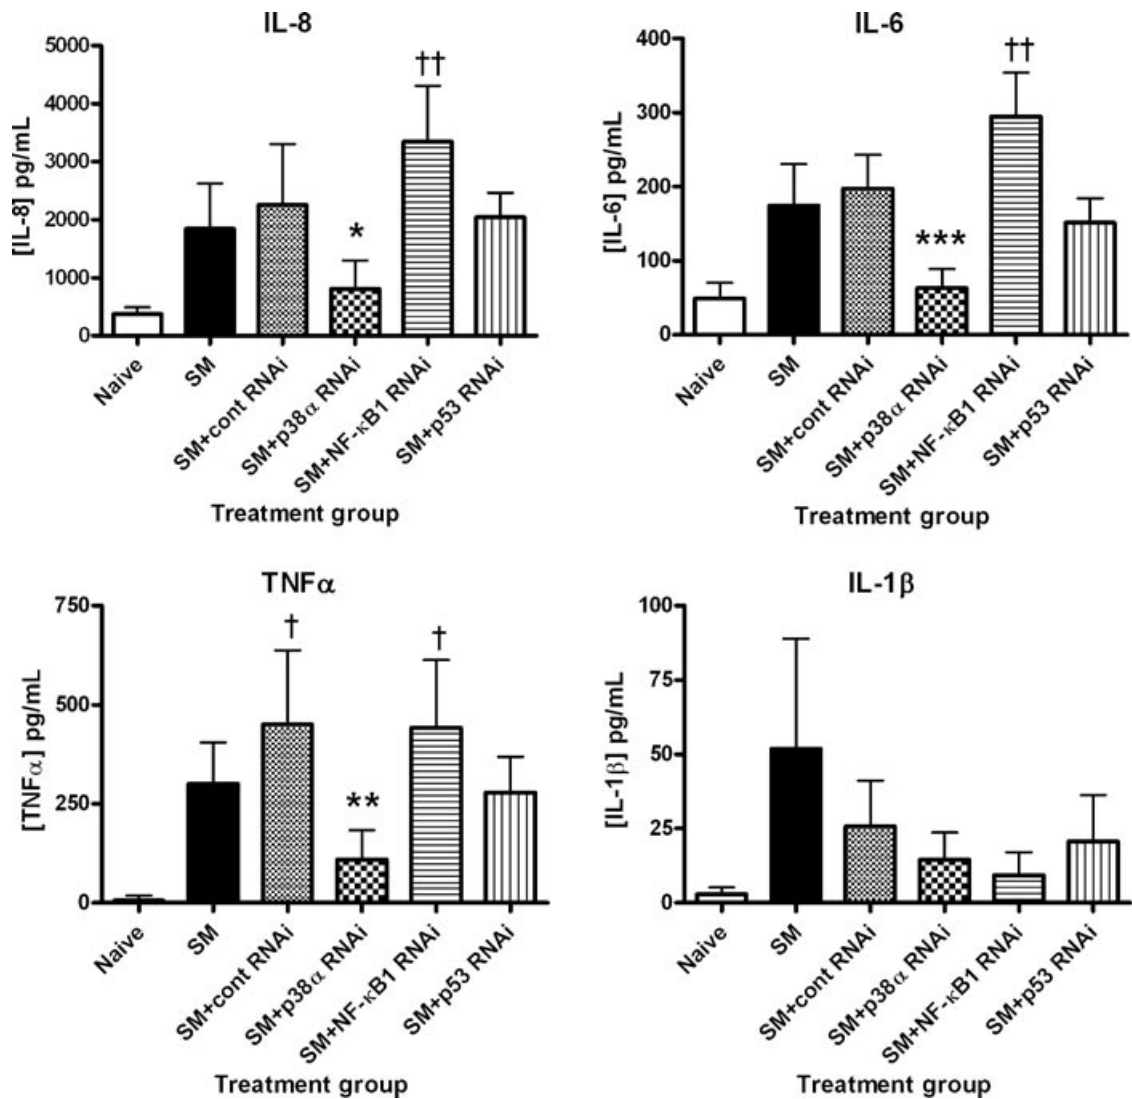 IL-8
[IL-8] pg/mL
5000
4000
3000
2000
1000
0
††
*
Naive
SM
SM+cont RNAi
SM+p38α RNAi
SM+NF-κB1 RNAi
SM+p53 RNAi
Treatment group
IL-6
[IL-6] pg/mL
400
300
200
100
0
††
***
Naive
SM
SM+cont RNAi
SM+p38α RNAi
SM+NF-κB1 RNAi
SM+p53 RNAi
Treatment group
TNFα
[TNFα] pg/mL
750
500
250
0
†
**
†
Naive
SM
SM+cont RNAi
SM+p38α RNAi
SM+NF-κB1 RNAi
SM+p53 RNAi
Treatment group
IL-1β
[IL-1β] pg/mL
100
75
50
25
0
Naive
SM
SM+cont RNAi
SM+p38α RNAi
SM+NF-κB1 RNAi
SM+p53 RNAi
Treatment group